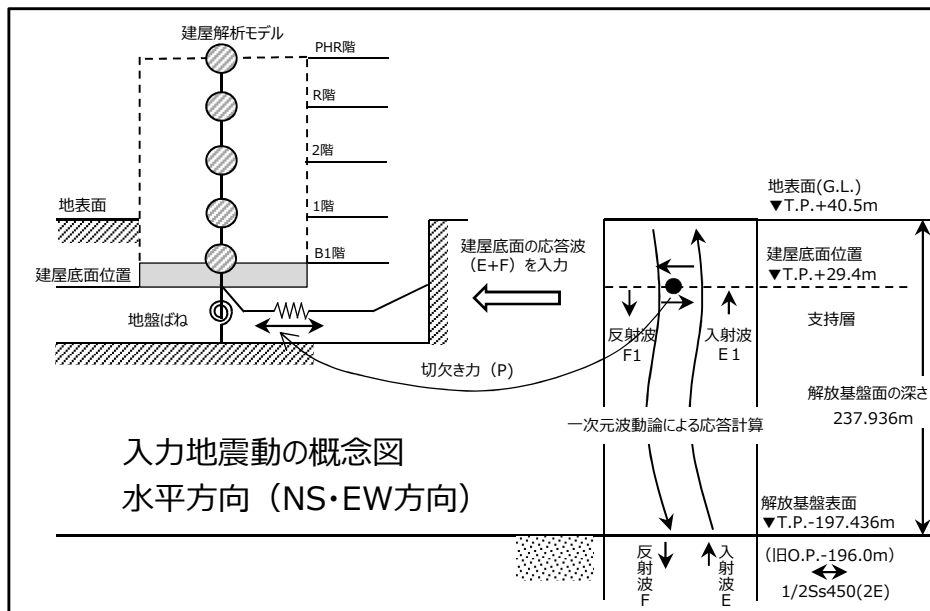 建屋解析モデル
PHR階
R階
2階
1階
B1階
地表面
建屋底面位置
地盤ばね
建屋底面の応答波
（E+F）を入力
切欠き力（P）
地表面(G.L.)
▼T.P.+40.5m
建屋底面位置
▼T.P.+29.4m
支持層
反射波
F1
入射波
E1
一次元波動論による応答計算
解放基盤面の深さ
237.936m
入力地震動の概念図
水平方向（NS･EW方向）
解放基盤表面
▼T.P.-197.436m
反射波F
入射波E
(旧O.P.-196.0m)
1/2Ss450(2E)